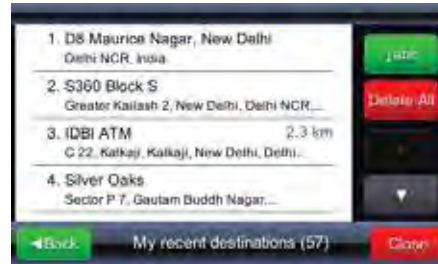 1. D8 Maurice Nagar, New Delhi
Delhi NCR, India
2. S360 Block S
Greater Kailash 2, New Delhi, Delhi NCR,...
3. IDBI ATM 2.3 km
C 22, Kalkaji, Kalkaji, New Delhi, Delhi...
4. Silver Oaks
Sector P 7, Gautam Buddh Nagar,...
Delete All
◄Back My recent destinations (57) Close